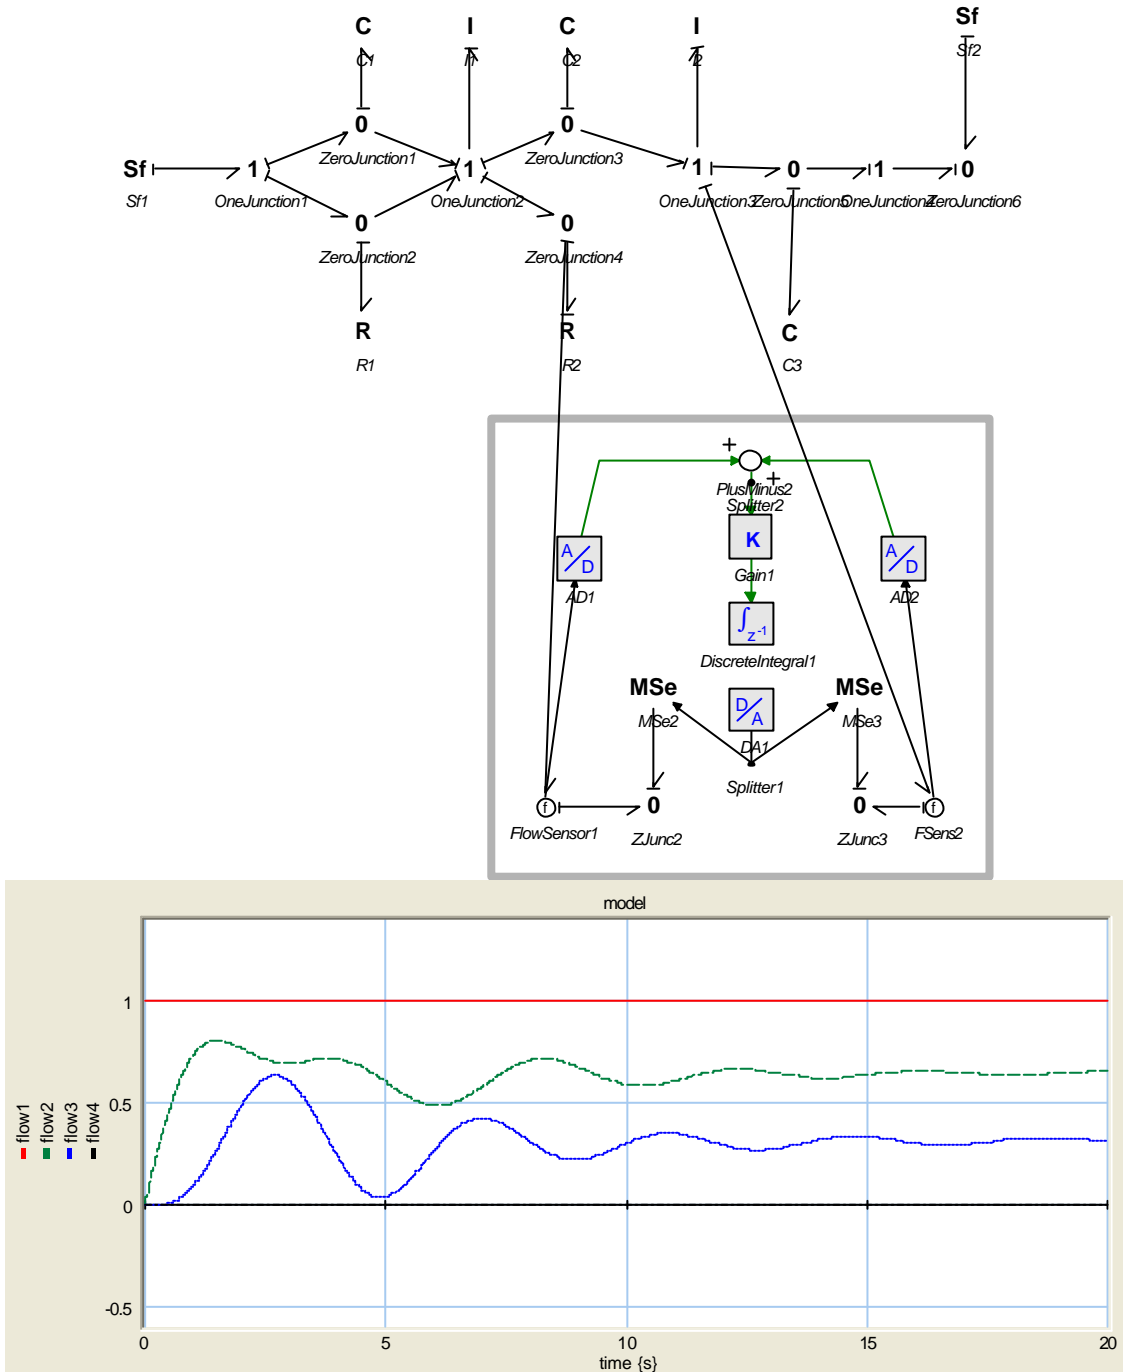 C I C I Sf
C1 I1 C2 I2 Sf2
0 0
ZeroJunction1 ZeroJunction3
Sf 1 1 1 0 1 0
Sf1 OneJunction1 OneJunction2 OneJunction3 ZeroJunction5 OneJunction4 ZeroJunction6
0 0
ZeroJunction2 ZeroJunction4
R R C
R1 R2 C3
+
+
PlusMinus2
Splitter2
K
A/D A/D
Gain1
AD1 AD2
∫ z-1
DiscreteIntegral1
MSe MSe
D/A
MSe2 MSe3
DA1
Splitter1
f 0 0 f
FlowSensor1 ZJunc2 ZJunc3 FSens2
model
1
0.5
0
-0.5
flow1
flow2
flow3
flow4
0 5 10 15 20
time {s}